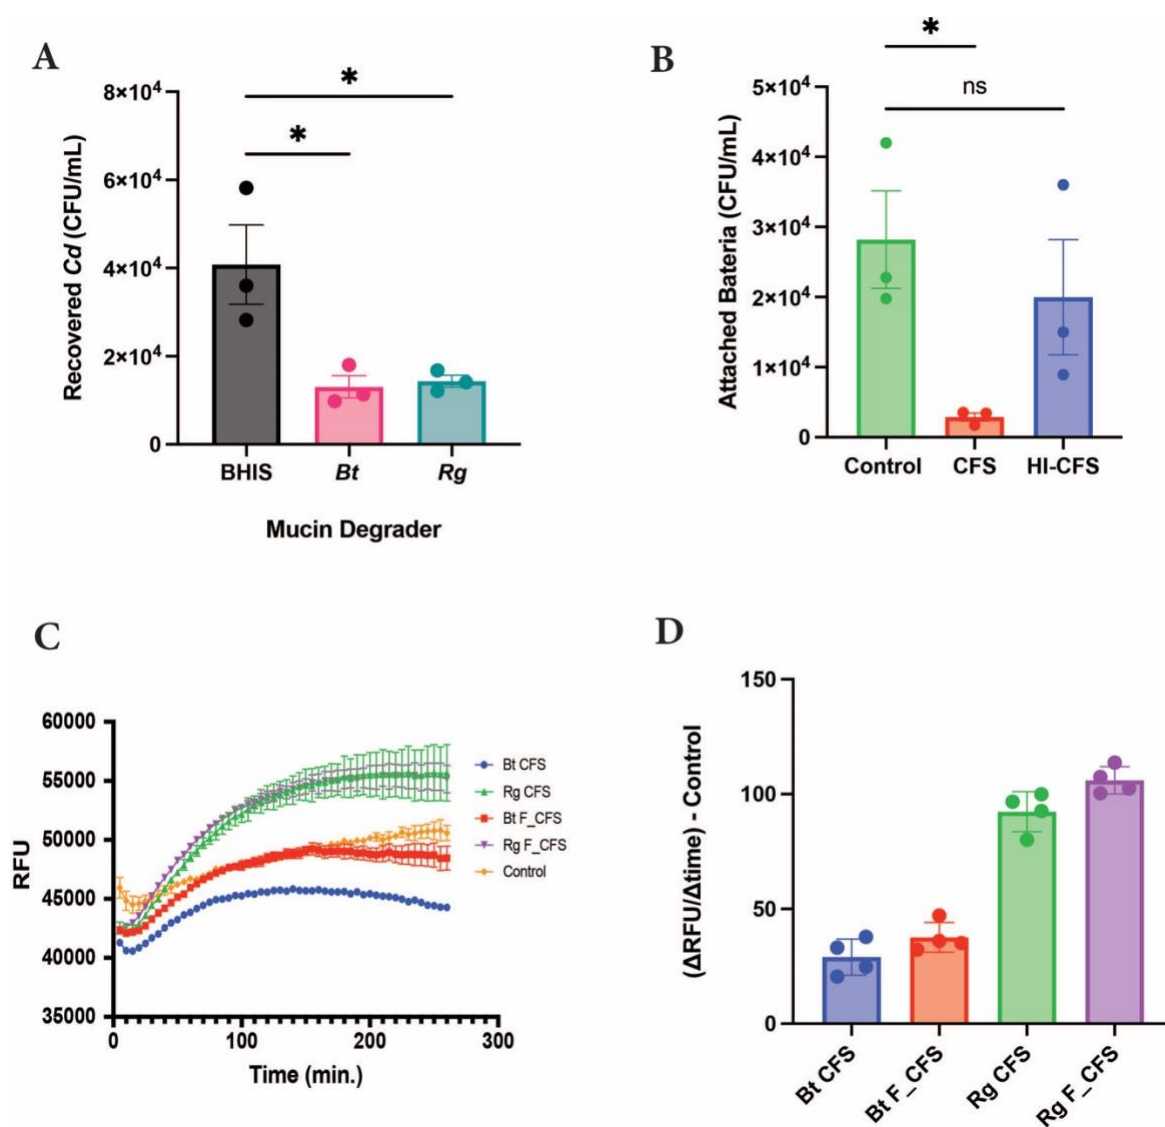 A
Recovered Cd (CFU/mL)
8×10⁴
6×10⁴
4×10⁴
2×10⁴
0
*
*
BHIS Bt Rg
Mucin Degrader
B
Attached Bateria (CFU/mL)
5×10⁴
4×10⁴
3×10⁴
2×10⁴
1×10⁴
0
*
ns
Control CFS HI-CFS
C
RFU
60000
55000
50000
45000
40000
35000
0 100 200 300
Time (min.)
Bt CFS
Rg CFS
Bt F_CFS
Rg F_CFS
Control
D
(ΔRFU/Δtime) - Control
150
100
50
0
Bt CFS
Bt F_CFS
Rg CFS
Rg F_CFS